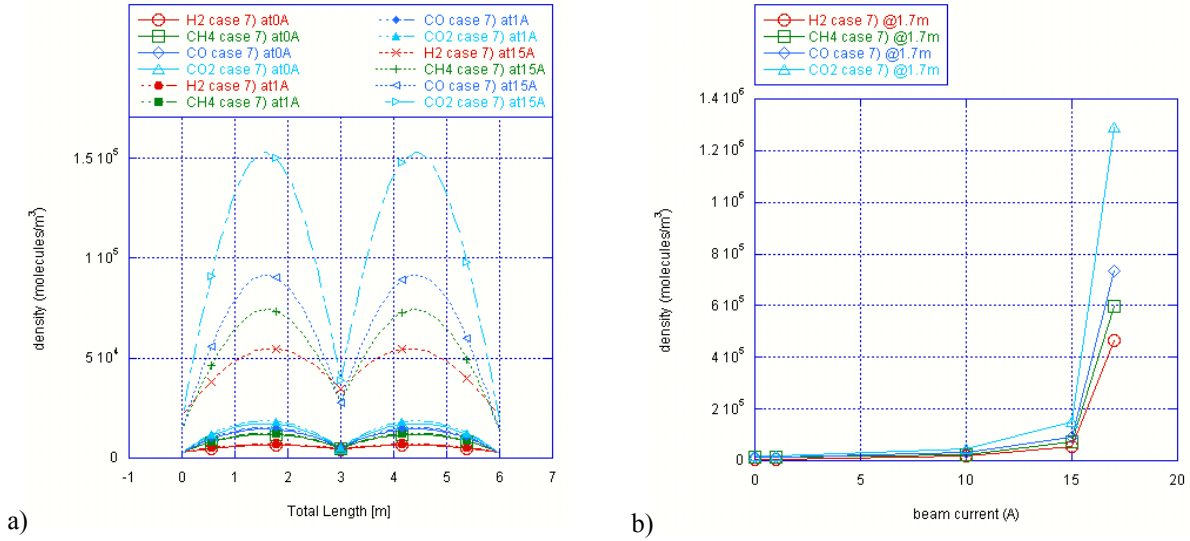 H2 case 7) at0A
CH4 case 7) at0A
CO case 7) at0A
CO2 case 7) at0A
H2 case 7) at1A
CH4 case 7) at1A
CO case 7) at1A
CO2 case 7) at1A
H2 case 7) at15A
CH4 case 7) at15A
CO case 7) at15A
CO2 case 7) at15A
density (molecules/m³)
1.5 10⁵
1 10⁵
5 10⁴
0
-1 0 1 2 3 4 5 6 7
Total Length [m]
a)
H2 case 7) @1.7m
CH4 case 7) @1.7m
CO case 7) @1.7m
CO2 case 7) @1.7m
density (molecules/m³)
1.4 10⁶
1.2 10⁶
1 10⁶
8 10⁵
6 10⁵
4 10⁵
2 10⁵
0
0 5 10 15 20
beam current (A)
b)